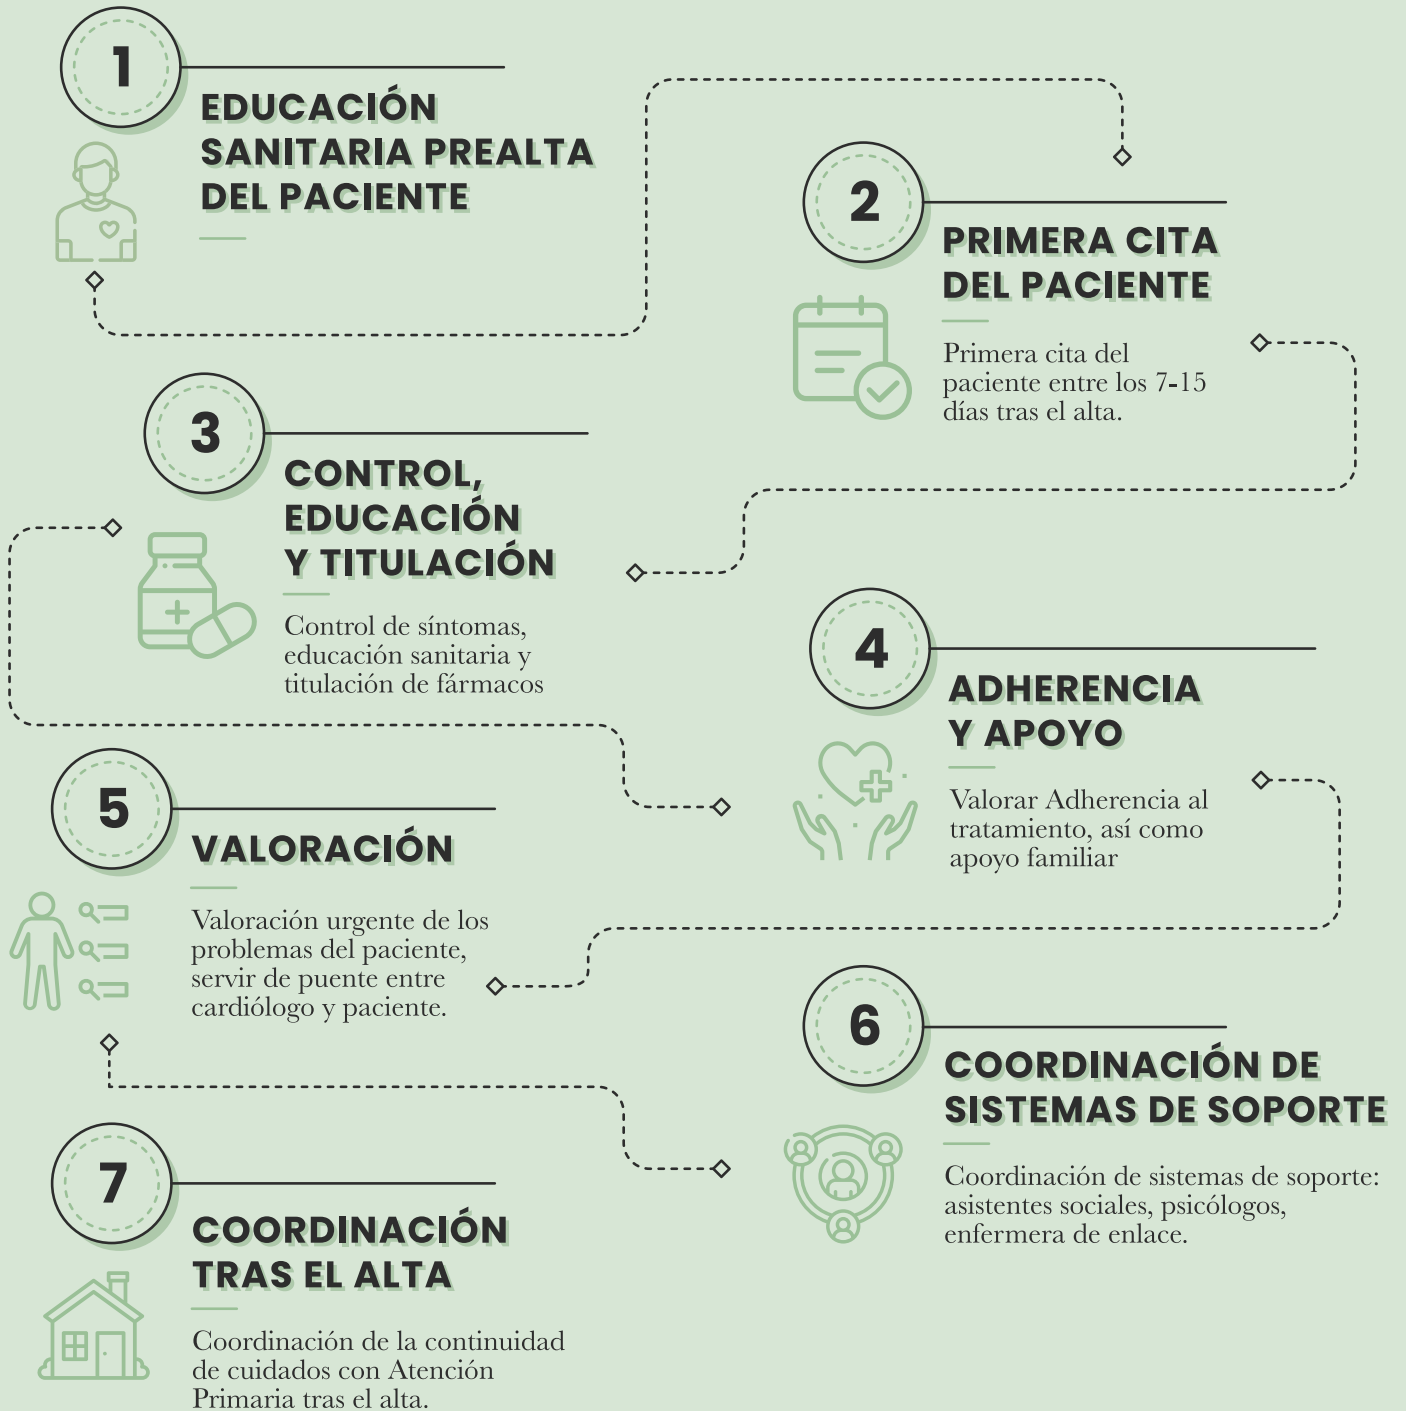 1
EDUCACIÓN
SANITARIA PREALTA
DEL PACIENTE
2
PRIMERA CITA
DEL PACIENTE
Primera cita del
paciente entre los 7-15
días tras el alta.
3
CONTROL,
EDUCACIÓN
Y TITULACIÓN
Control de síntomas,
educación sanitaria y
titulación de fármacos
4
ADHERENCIA
Y APOYO
Valorar Adherencia al
tratamiento, así como
apoyo familiar
5
VALORACIÓN
Valoración urgente de los
problemas del paciente,
servir de puente entre
cardiólogo y paciente.
6
COORDINACIÓN DE
SISTEMAS DE SOPORTE
Coordinación de sistemas de soporte:
asistentes sociales, psicólogos,
enfermera de enlace.
7
COORDINACIÓN
TRAS EL ALTA
Coordinación de la continuidad
de cuidados con Atención
Primaria tras el alta.